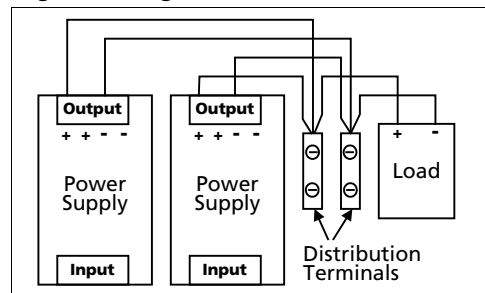 Output
+ + - -
Power
Supply
Input
Output
+ + - -
Power
Supply
Input
+ -
Load
Distribution
Terminals